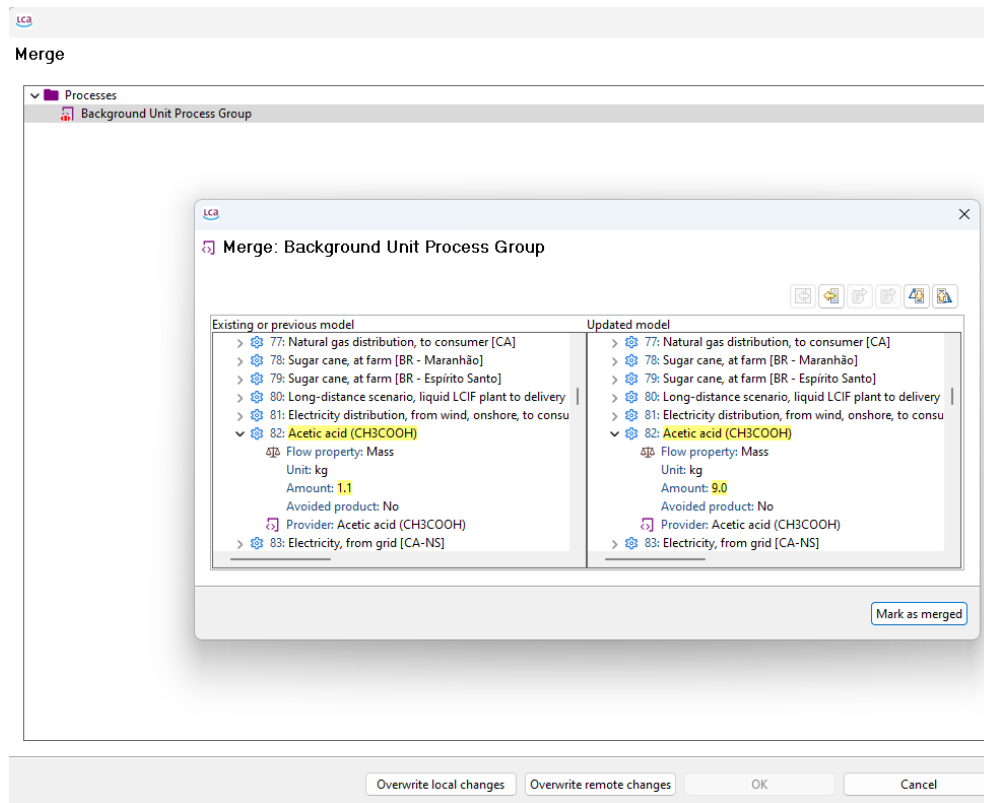 LCA
Merge
Processes
Background Unit Process Group
LCA
Merge: Background Unit Process Group
Existing or previous model
Updated model
77: Natural gas distribution, to consumer [CA]
78: Sugar cane, at farm [BR - Maranhão]
79: Sugar cane, at farm [BR - Espírito Santo]
80: Long-distance scenario, liquid LCIF plant to delivery
81: Electricity distribution, from wind, onshore, to consu
82: Acetic acid (CH3COOH)
Flow property: Mass
Unit: kg
Amount: 1.1
Avoided product: No
Provider: Acetic acid (CH3COOH)
83: Electricity, from grid [CA-NS]
77: Natural gas distribution, to consumer [CA]
78: Sugar cane, at farm [BR - Maranhão]
79: Sugar cane, at farm [BR - Espírito Santo]
80: Long-distance scenario, liquid LCIF plant to delivery
81: Electricity distribution, from wind, onshore, to consu
82: Acetic acid (CH3COOH)
Flow property: Mass
Unit: kg
Amount: 9.0
Avoided product: No
Provider: Acetic acid (CH3COOH)
83: Electricity, from grid [CA-NS]
Mark as merged
Overwrite local changes
Overwrite remote changes
OK
Cancel